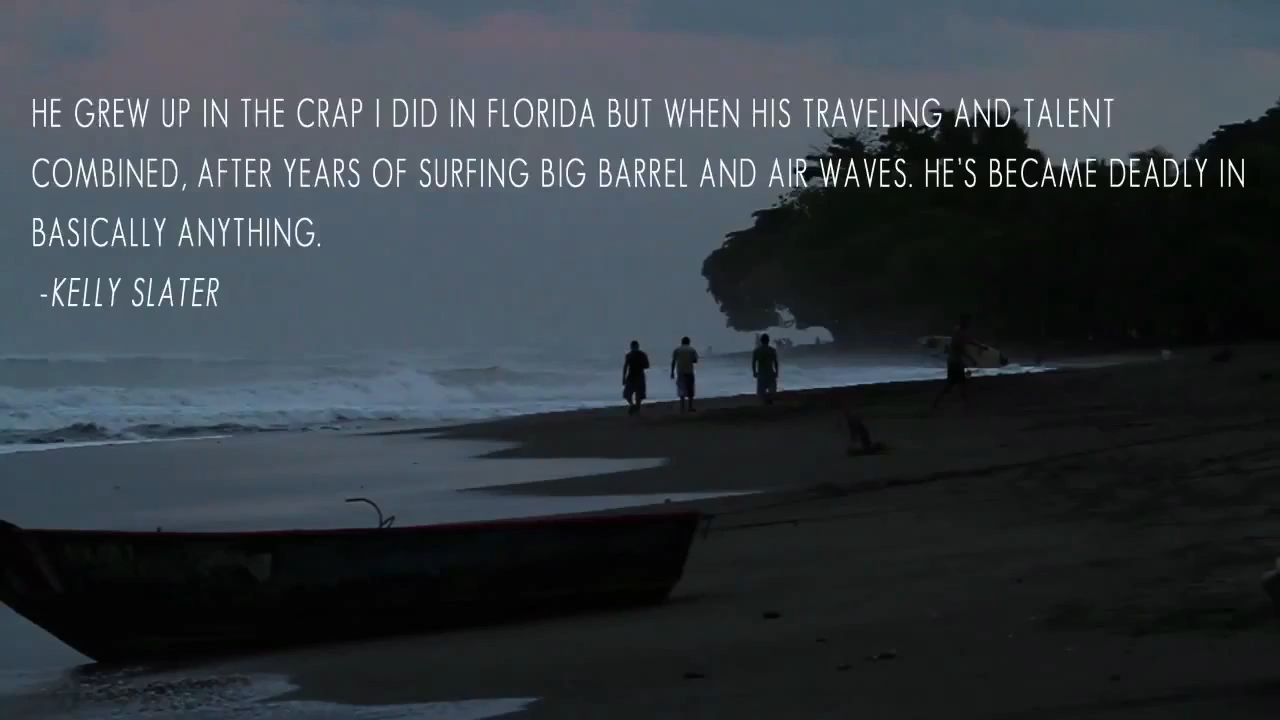 HE GREW UP IN THE CRAP I DID IN FLORIDA BUT WHEN HIS TRAVELING AND TALENT
COMBINED, AFTER YEARS OF SURFING BIG BARREL AND AIR WAVES. HE'S BECAME DEADLY IN
BASICALLY ANYTHING.
-KELLY SLATER